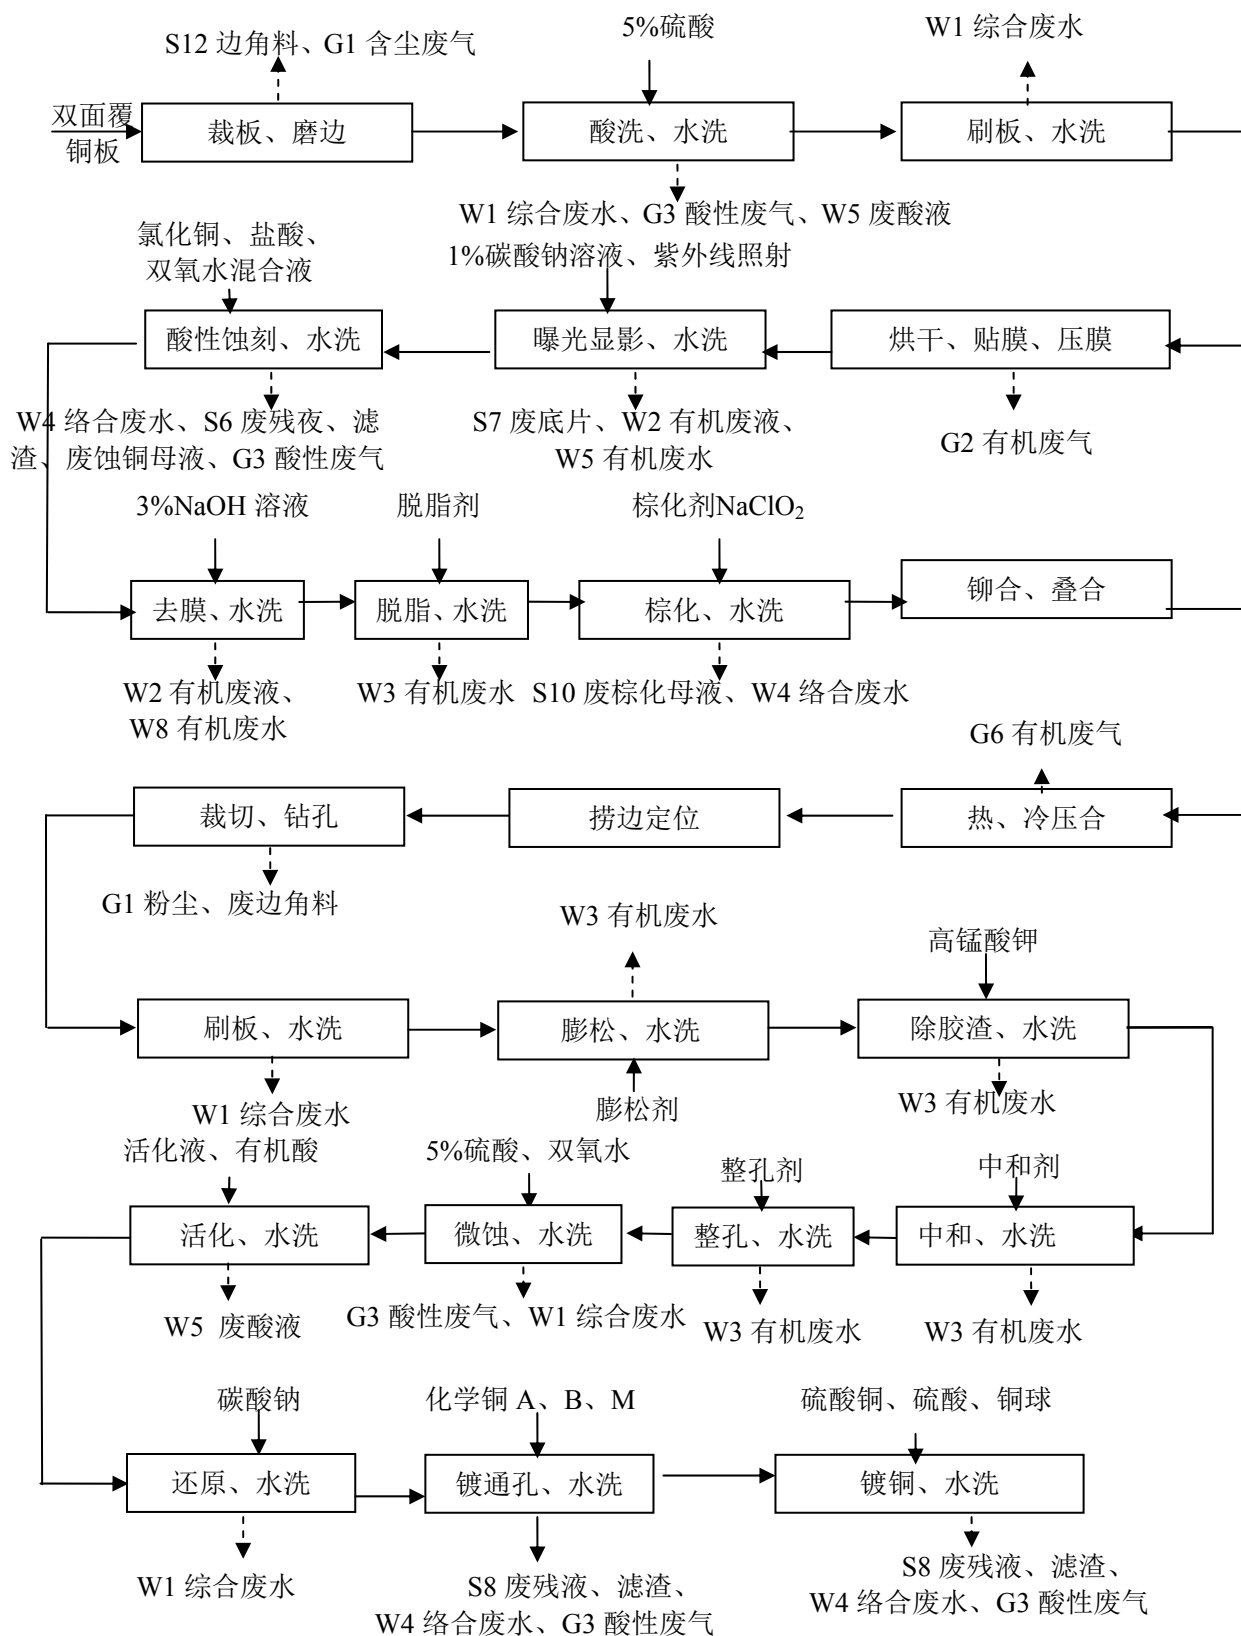 S12 边角料、G1 含尘废气
5%硫酸
W1 综合废水
双面覆
铜板
裁板、磨边
酸洗、水洗
刷板、水洗
W1 综合废水、G3 酸性废气、W5 废酸液
氯化铜、盐酸、
双氧水混合液
1%碳酸钠溶液、紫外线照射
酸性蚀刻、水洗
曝光显影、水洗
烘干、贴膜、压膜
W4 络合废水、S6 废残夜、滤
渣、废蚀铜母液、G3 酸性废气
S7 废底片、W2 有机废液、
W5 有机废水
G2 有机废气
3%NaOH 溶液
脱脂剂
棕化剂NaClO₂
去膜、水洗
脱脂、水洗
棕化、水洗
铆合、叠合
W2 有机废液、
W8 有机废水
W3 有机废水
S10 废棕化母液、W4 络合废水
G6 有机废气
裁切、钻孔
捞边定位
热、冷压合
G1 粉尘、废边角料
W3 有机废水
高锰酸钾
刷板、水洗
膨松、水洗
除胶渣、水洗
W1 综合废水
膨松剂
W3 有机废水
活化液、有机酸
5%硫酸、双氧水
整孔剂
中和剂
活化、水洗
微蚀、水洗
整孔、水洗
中和、水洗
W5 废酸液
G3 酸性废气、W1 综合废水
W3 有机废水
W3 有机废水
碳酸钠
化学铜 A、B、M
硫酸铜、硫酸、铜球
还原、水洗
镀通孔、水洗
镀铜、水洗
W1 综合废水
S8 废残液、滤渣、
W4 络合废水、G3 酸性废气
S8 废残液、滤渣、
W4 络合废水、G3 酸性废气